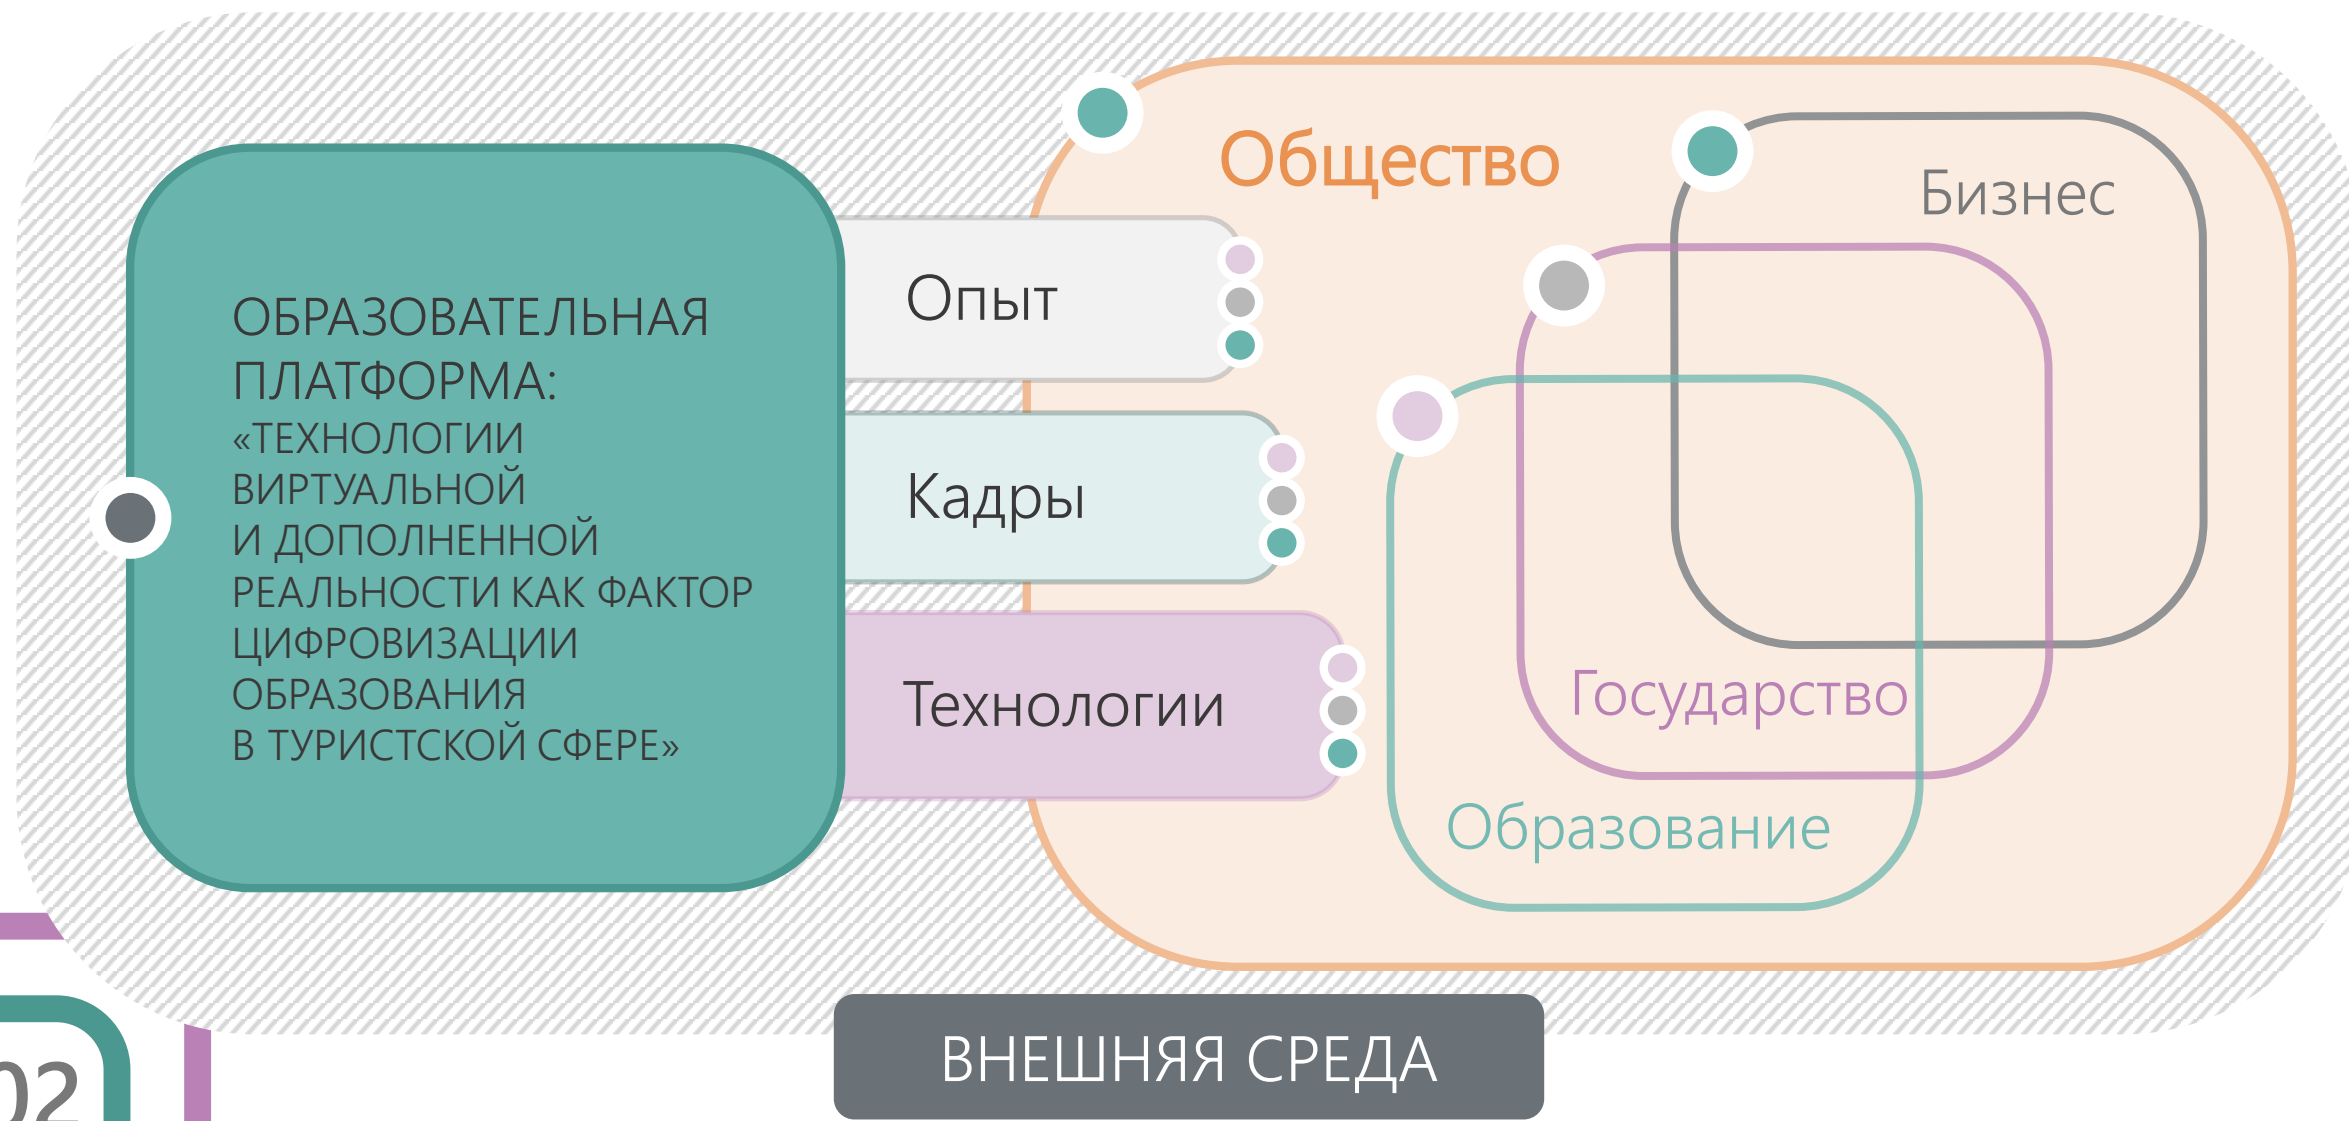 ОБРАЗОВАТЕЛЬНАЯ
ПЛАТФОРМА:
«ТЕХНОЛОГИИ
ВИРТУАЛЬНОЙ
И ДОПОЛНЕННОЙ
РЕАЛЬНОСТИ КАК ФАКТОР
ЦИФРОВИЗАЦИИ
ОБРАЗОВАНИЯ
В ТУРИСТСКОЙ СФЕРЕ»
Опыт
Кадры
Технологии
Общество
Бизнес
Государство
Образование
ВНЕШНЯЯ СРЕДА
02